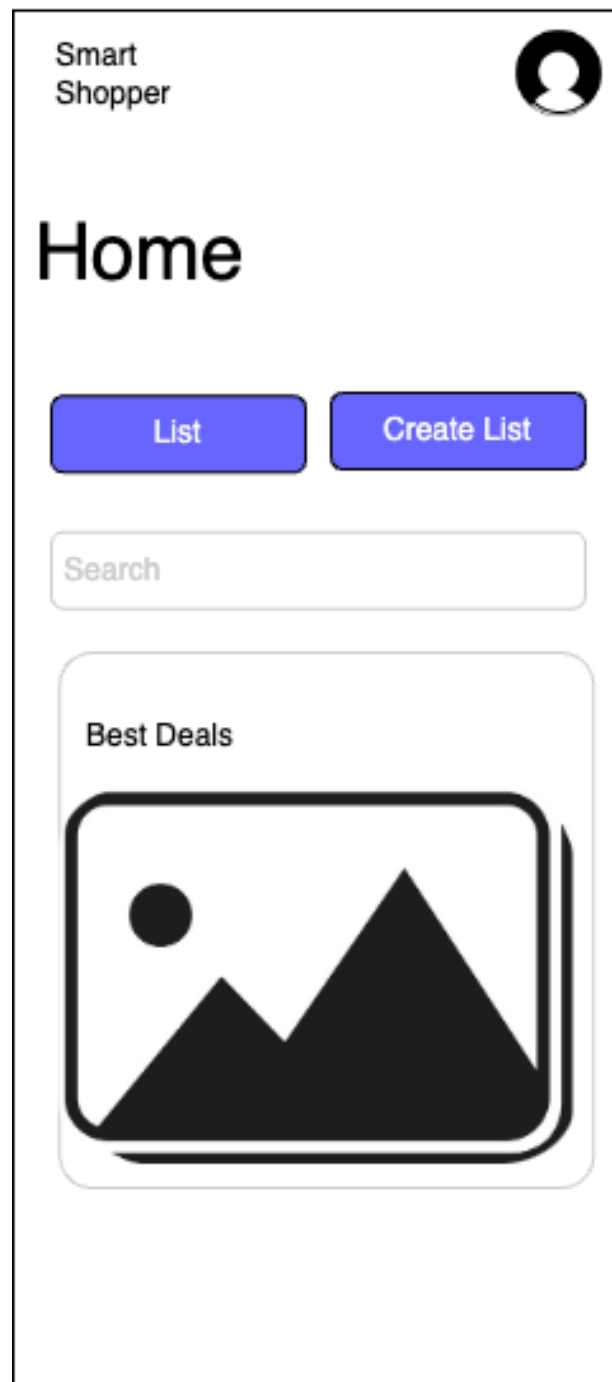 Smart
Shopper
Home
List
Create List
Search
Best Deals